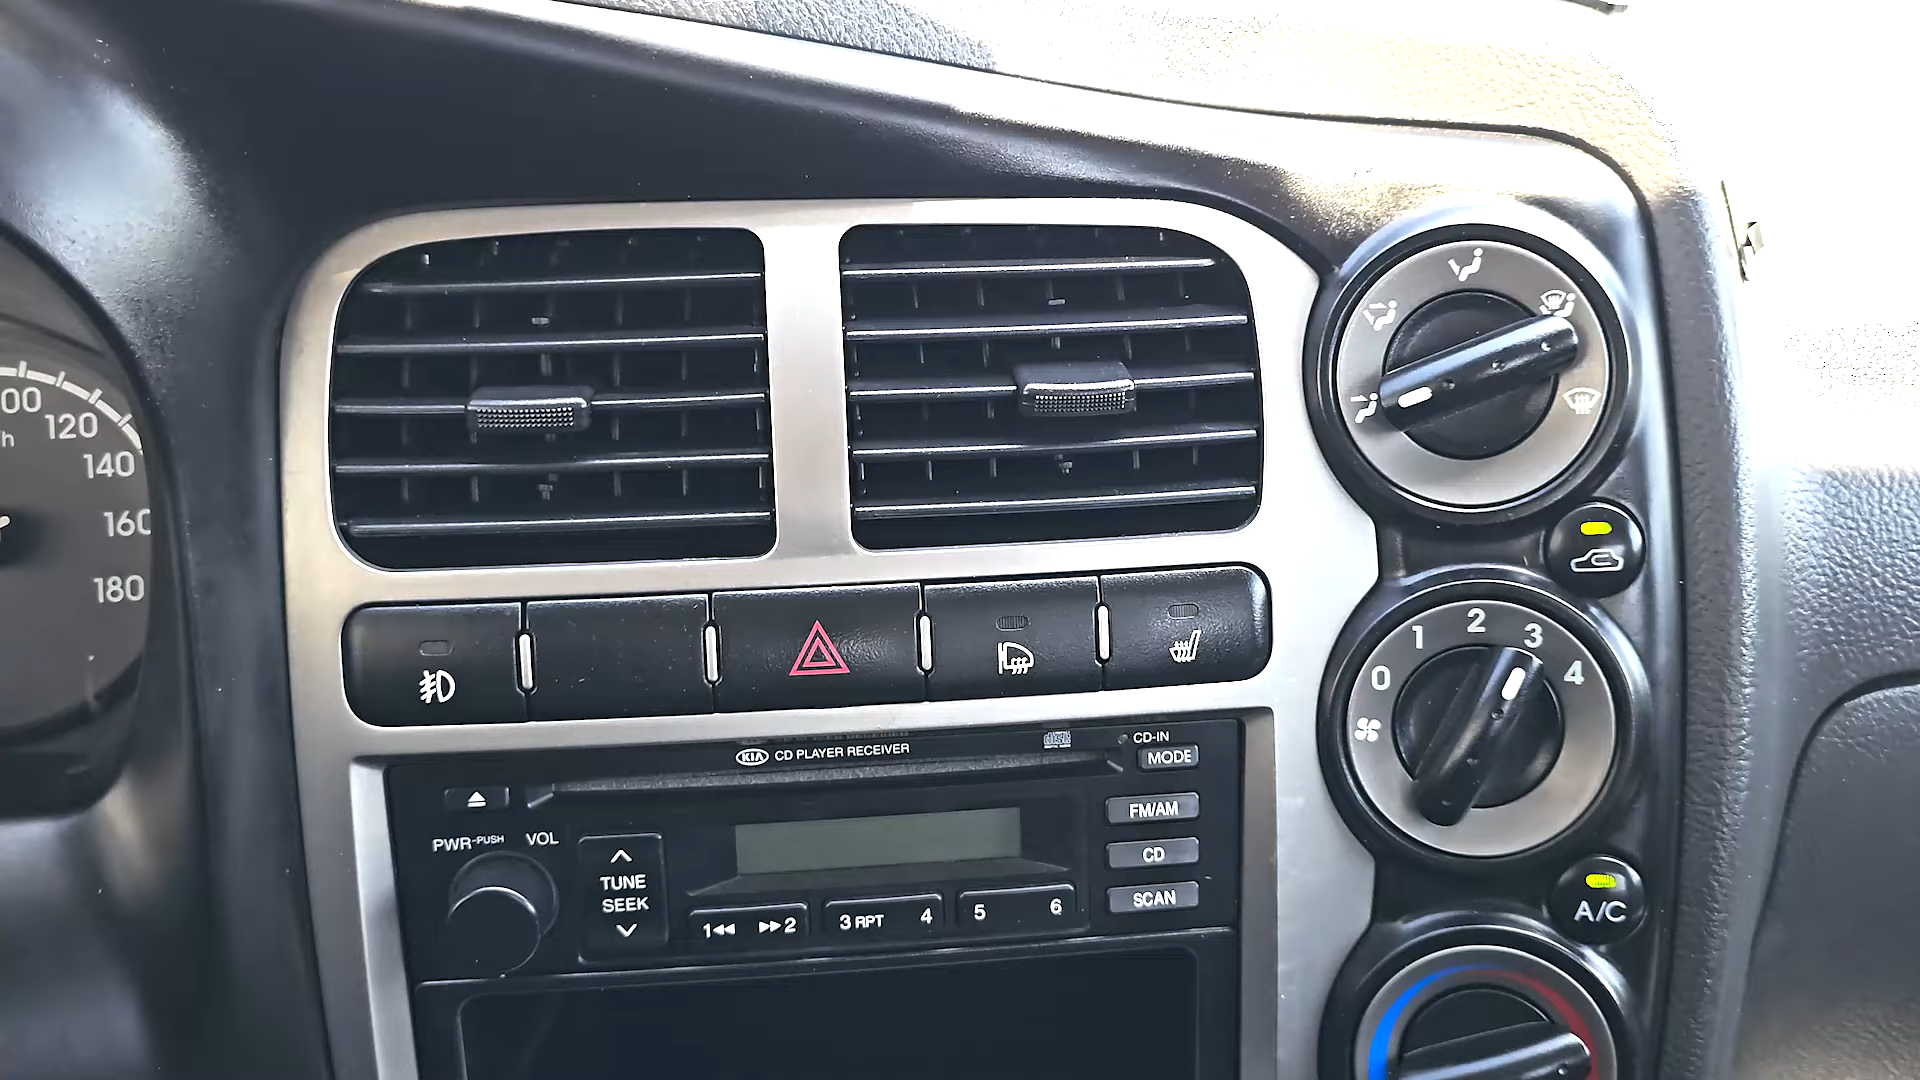 00
120
h
140
160
180
KIA CD PLAYER RECEIVER
CD-IN
MODE
PWR-PUSH VOL
TUNE
SEEK
FM/AM
CD
SCAN
1 2
3 RPT 4
5 6
0 1 2 3 4
A/C